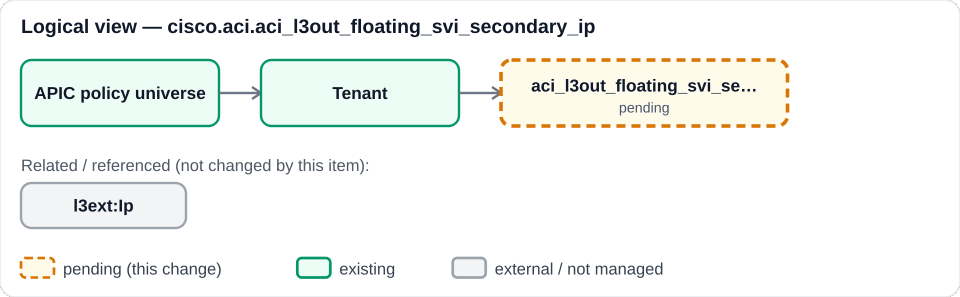 Logical view — cisco.aci.aci_l3out_floating_svi_secondary_ip
APIC policy universe
Tenant
aci_l3out_floating_svi_se…
pending
Related / referenced (not changed by this item):
l3ext:Ip
pending (this change)
existing
external / not managed